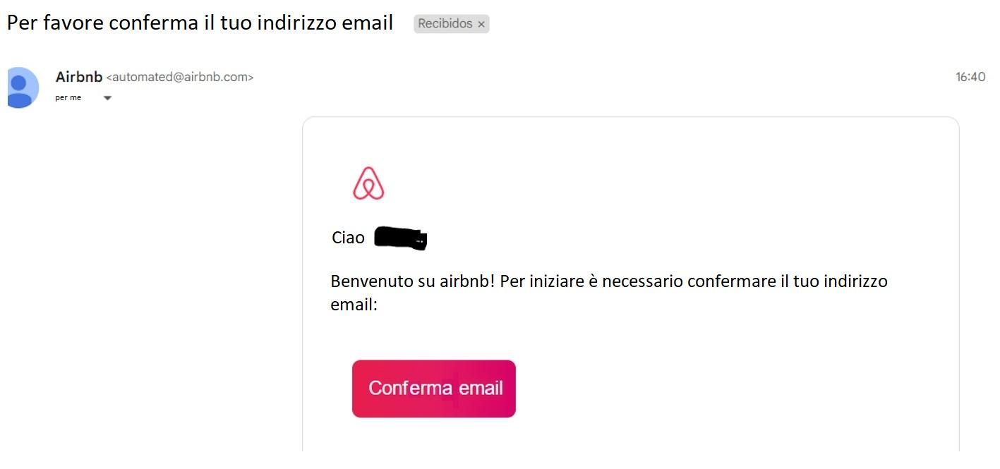 Per favore conferma il tuo indirizzo email Recibidos ×
Airbnb <automated@airbnb.com> 16:40
per me
Ciao
Benvenuto su airbnb! Per iniziare è necessario confermare il tuo indirizzo
email:
Conferma email